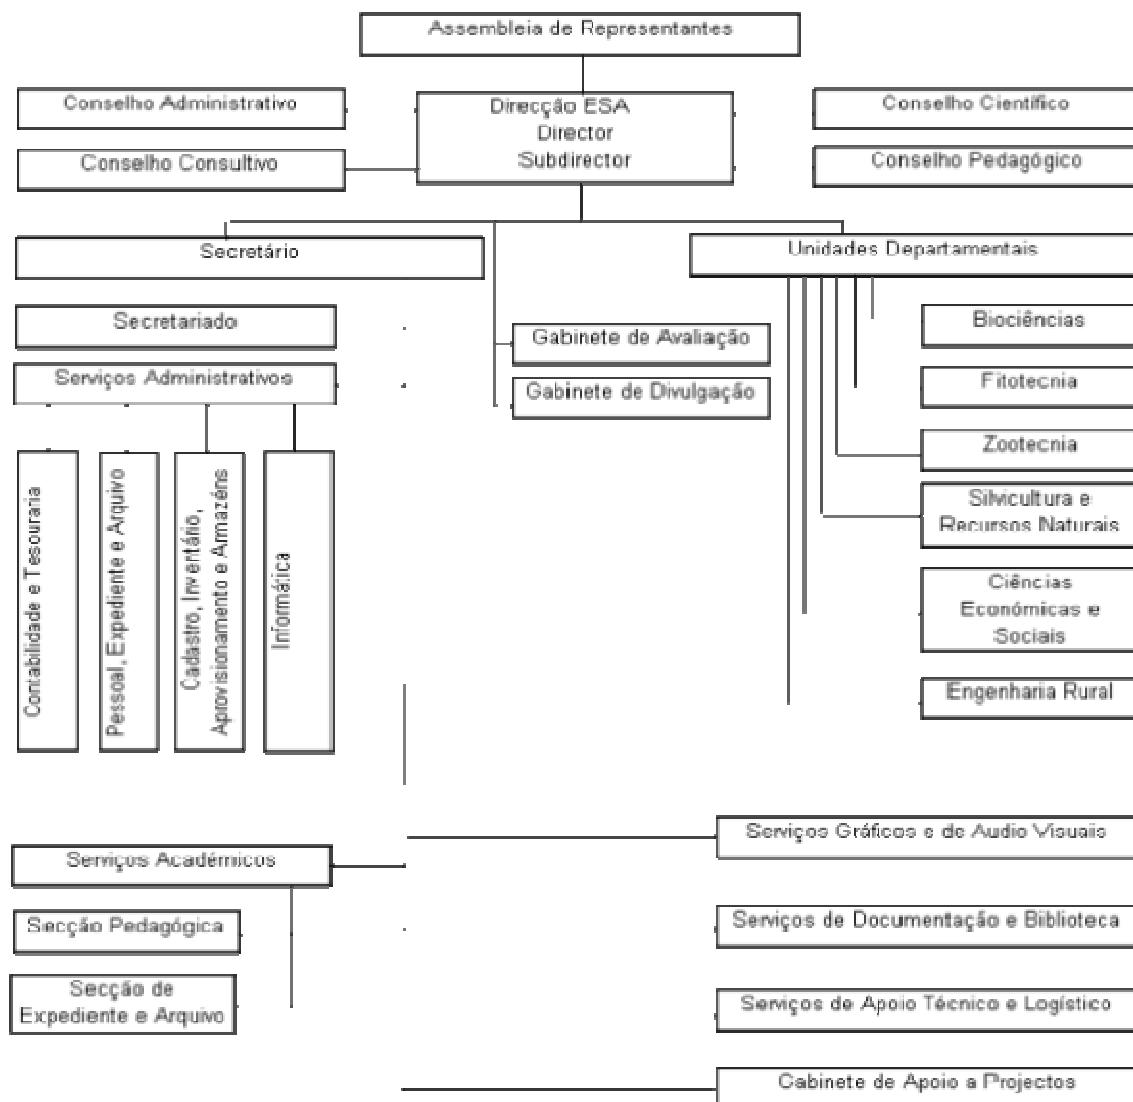 Assembleia de Representantes
Conselho Administrativo
Direcção ESA
Director
Subdirector
Conselho Científico
Conselho Consultivo
Conselho Pedagógico
Secretário
Unidades Departamentais
Secretariado
Serviços Administrativos
Gabinete de Avaliação
Gabinete de Divulgação
Biociências
Fitotecnia
Zootecnia
Silvicultura e
Recursos Naturais
Ciências
Económicas e
Sociais
Engenharia Rural
Contabilidade e Tesouraria
Pessoal, Expediente e Arquivo
Cadastro, Inventário,
Aprovisionamento e Armazéns
Informática
Serviços Gráficos e de Audio Visuais
Serviços Académicos
Secção Pedagógica
Serviços de Documentação e Biblioteca
Secção de
Expediente e Arquivo
Serviços de Apoio Técnico e Logístico
Gabinete de Apoio a Projectos